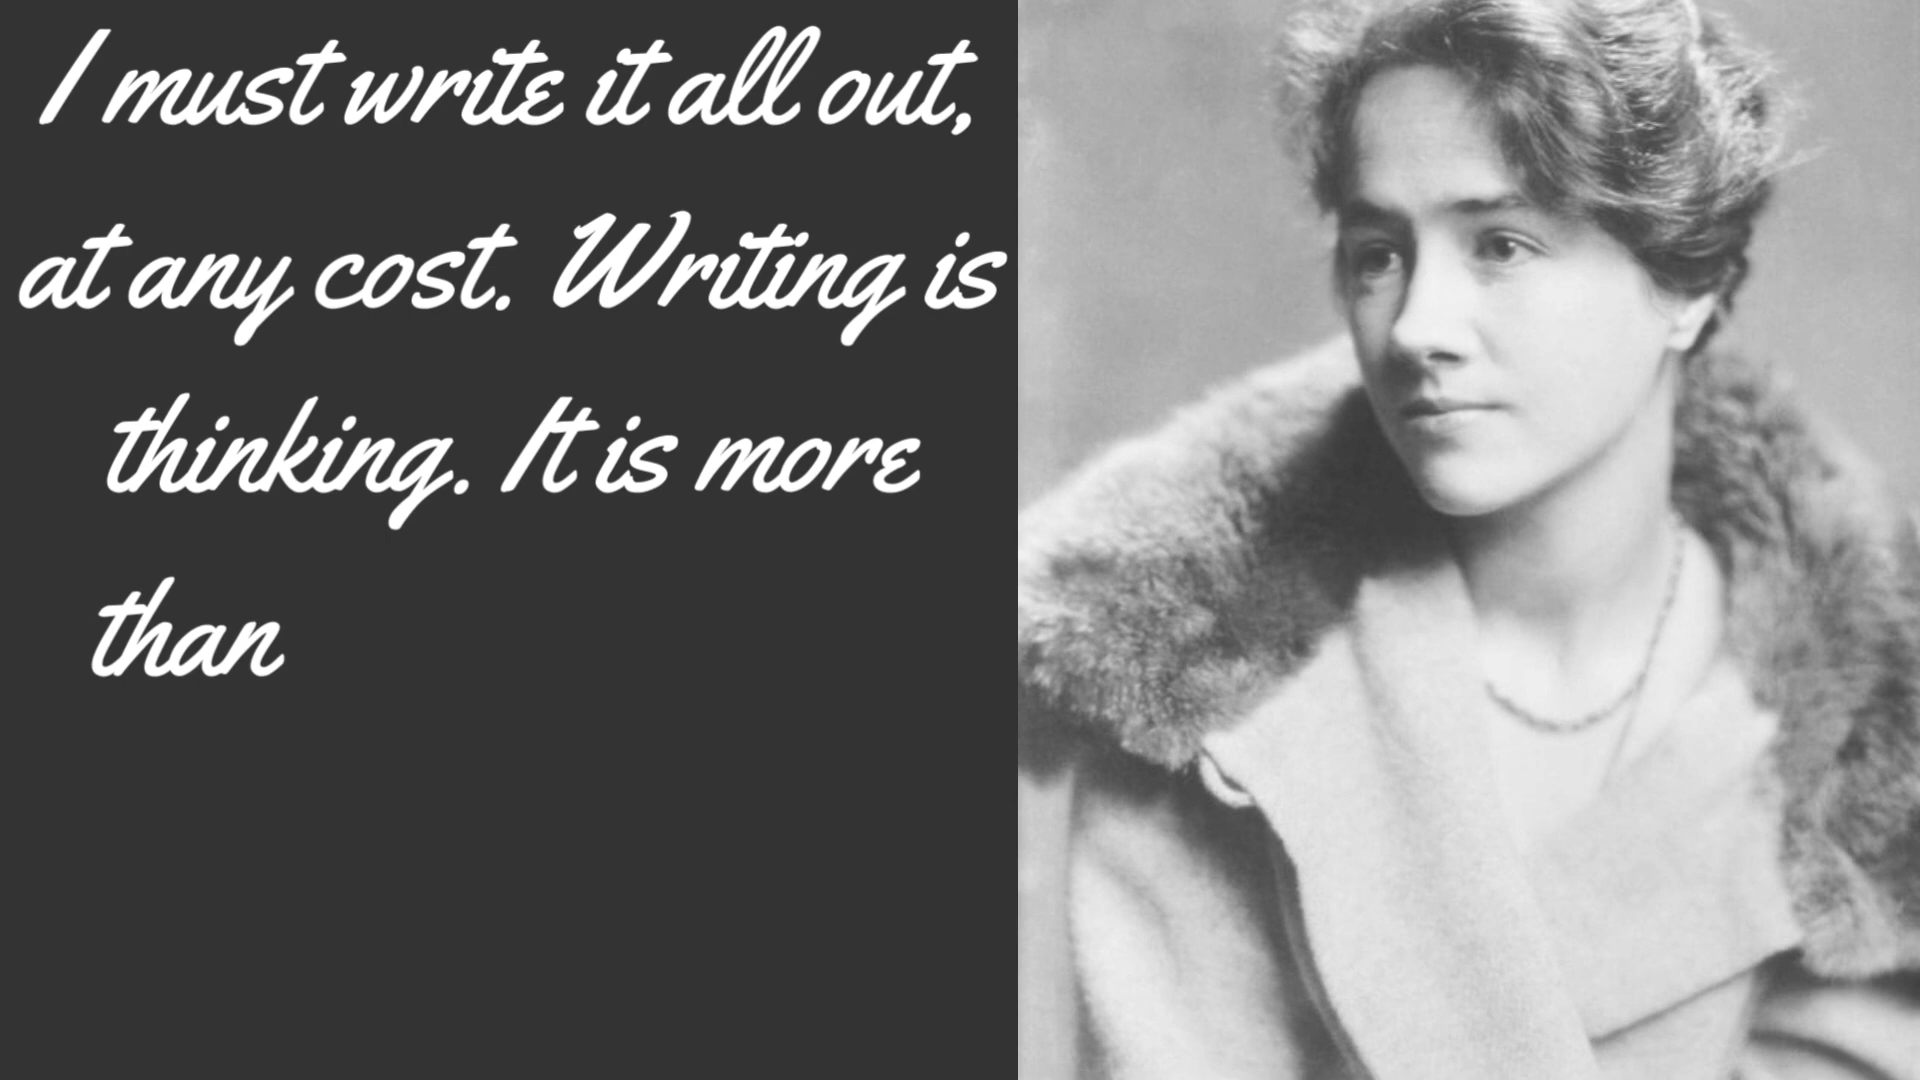 I must write it all out,
at any cost. Writing is
thinking. It is more
than